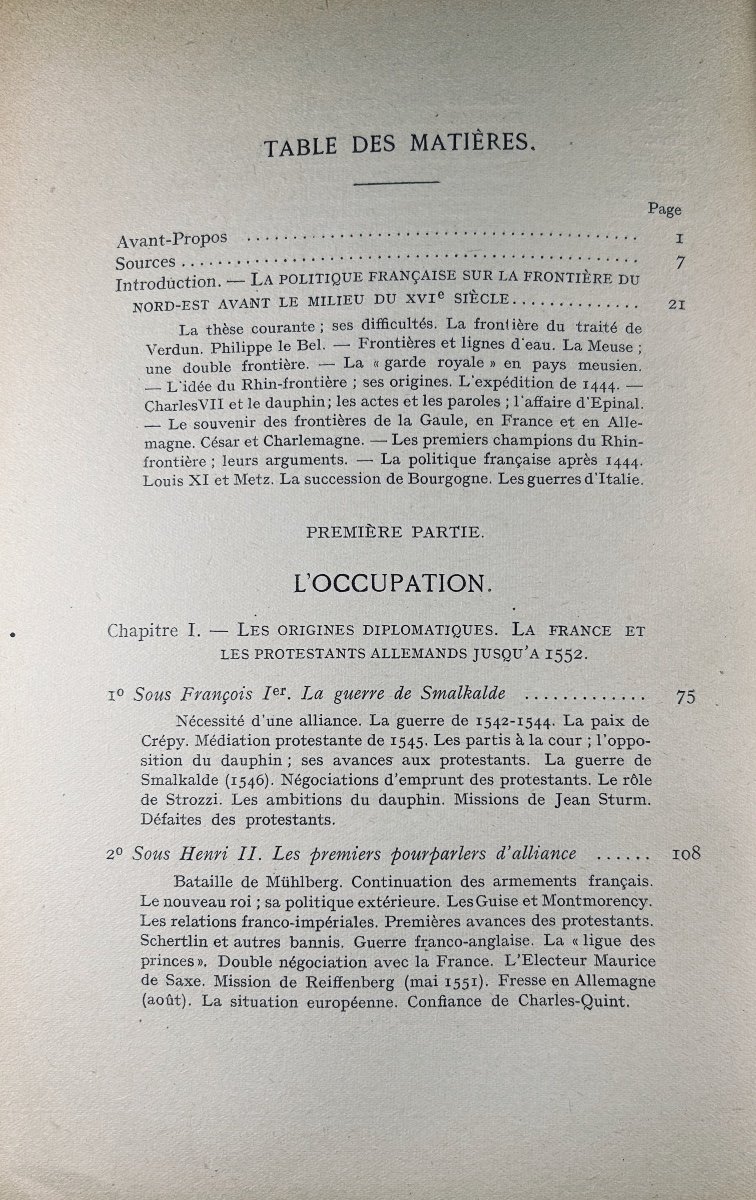 TABLE DES MATIÈRES.
Page
Avant-Propos ........................................ 1
Sources ............................................. 7
Introduction. — LA POLITIQUE FRANÇAISE SUR LA FRONTIÈRE DU
NORD-EST AVANT LE MILIEU DU XVIe SIÈCLE.............. 21
La thèse courante ; ses difficultés. La frontière du traité de
Verdun. Philippe le Bel. — Frontières et lignes d'eau. La Meuse ;
une double frontière. — La « garde royale » en pays meusien.
— L'idée du Rhin-frontière ; ses origines. L'expédition de 1444. —
Charles VII et le dauphin; les actes et les paroles ; l'affaire d'Epinal.
— Le souvenir des frontières de la Gaule, en France et en Alle-
magne. César et Charlemagne. — Les premiers champions du Rhin-
frontière ; leurs arguments. — La politique française après 1444.
Louis XI et Metz. La succession de Bourgogne. Les guerres d'Italie.
PREMIÈRE PARTIE.
L'OCCUPATION.
Chapitre I. — LES ORIGINES DIPLOMATIQUES. LA FRANCE ET
LES PROTESTANTS ALLEMANDS JUSQU'A 1552.
1º Sous François Ier. La guerre de Smalkalde ............. 75
Nécessité d'une alliance. La guerre de 1542-1544. La paix de
Crépy. Médiation protestante de 1545. Les partis à la cour ; l'oppo-
sition du dauphin ; ses avances aux protestants. La guerre de
Smalkalde (1546). Négociations d'emprunt des protestants. Le rôle
de Strozzi. Les ambitions du dauphin. Missions de Jean Sturm.
Défaites des protestants.
2º Sous Henri II. Les premiers pourparlers d'alliance ...... 108
Bataille de Mühlberg. Continuation des armements français.
Le nouveau roi ; sa politique extérieure. Les Guise et Montmorency.
Les relations franco-impériales. Premières avances des protestants.
Schertlin et autres bannis. Guerre franco-anglaise. La « ligue des
princes ». Double négociation avec la France. L'Electeur Maurice
de Saxe. Mission de Reiffenberg (mai 1551). Fresse en Allemagne
(août). La situation européenne. Confiance de Charles-Quint.